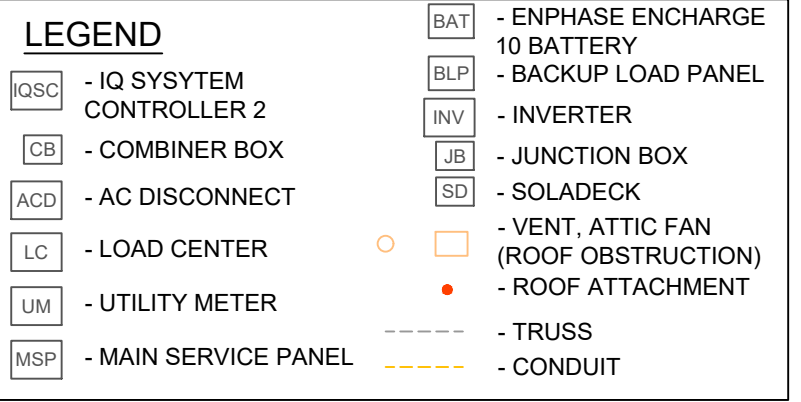 LEGEND
IQSC - IQ SYSYTEM
CONTROLLER 2
CB - COMBINER BOX
ACD - AC DISCONNECT
LC - LOAD CENTER
UM - UTILITY METER
MSP - MAIN SERVICE PANEL
BAT - ENPHASE ENCHARGE
10 BATTERY
BLP - BACKUP LOAD PANEL
INV - INVERTER
JB - JUNCTION BOX
SD - SOLADECK
- VENT, ATTIC FAN
(ROOF OBSTRUCTION)
- ROOF ATTACHMENT
- TRUSS
- CONDUIT